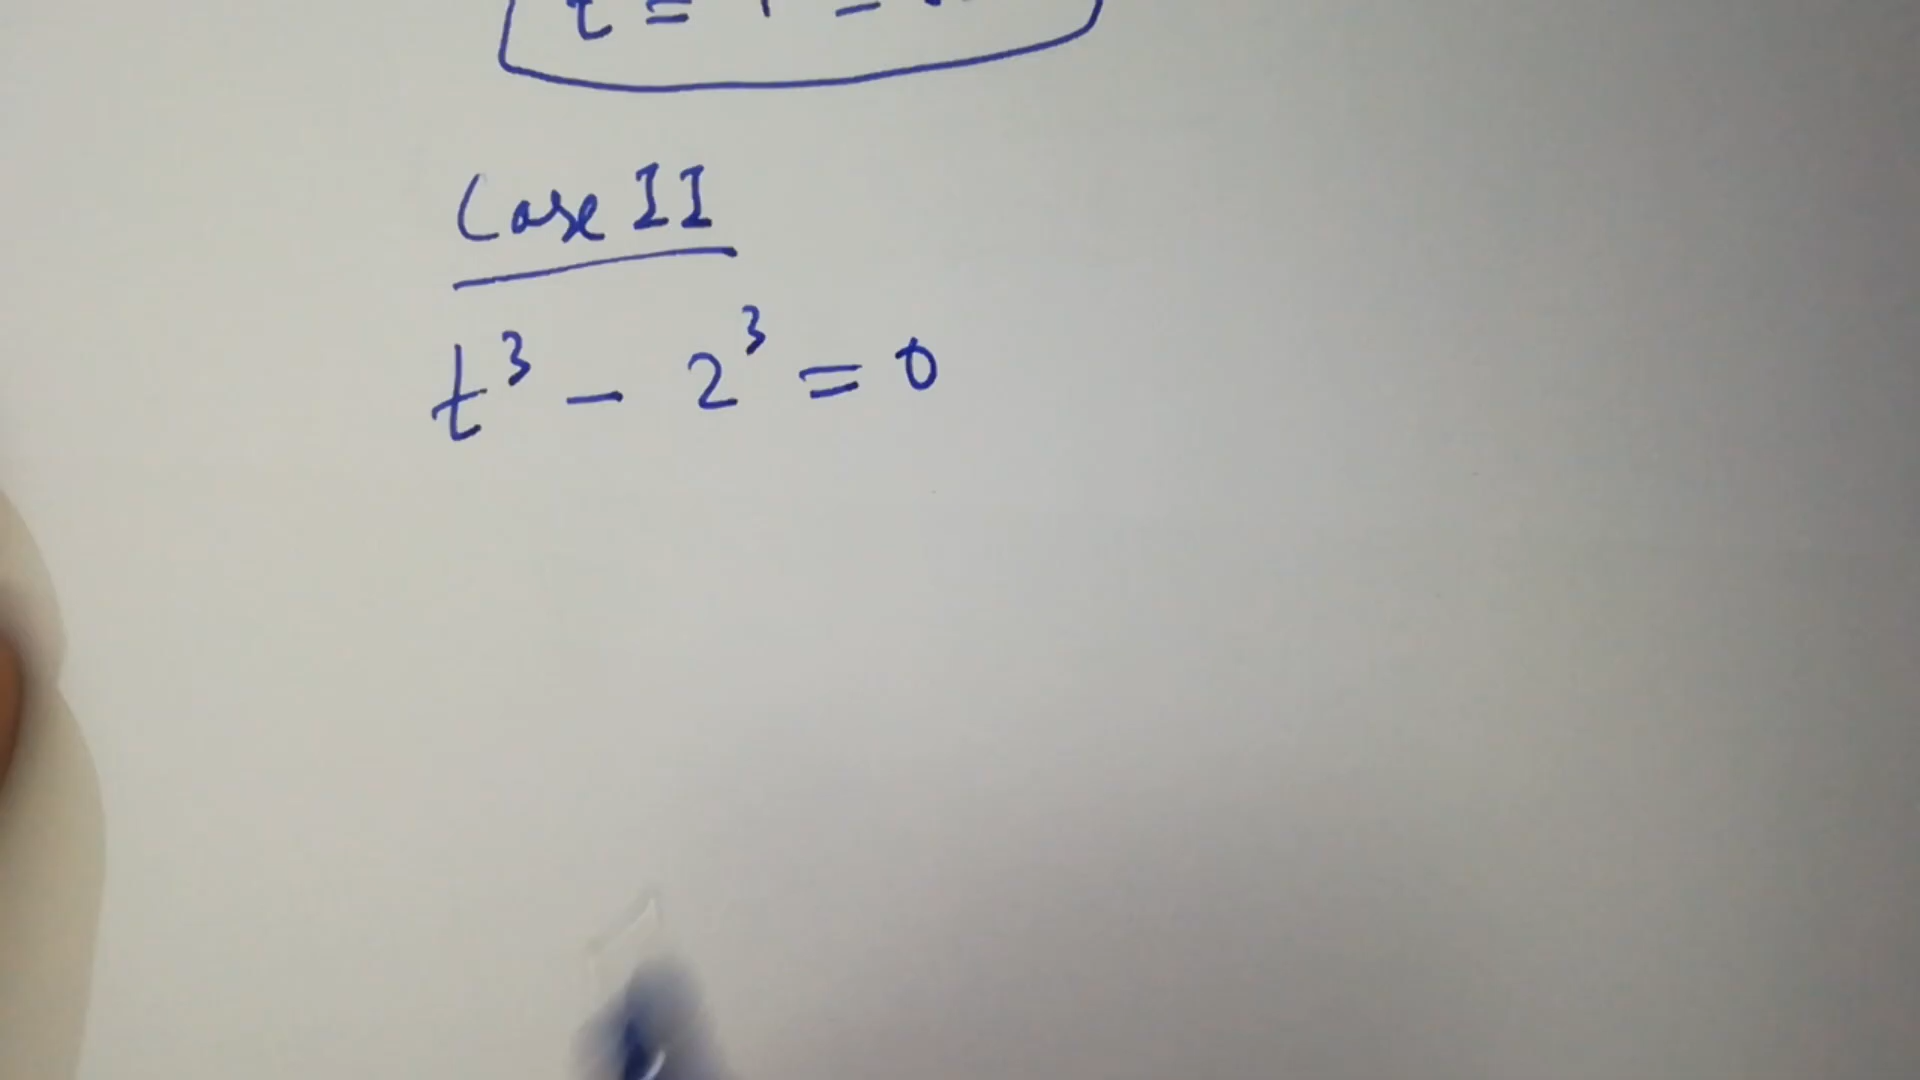 t =
Case II
t³ - 2³ = 0